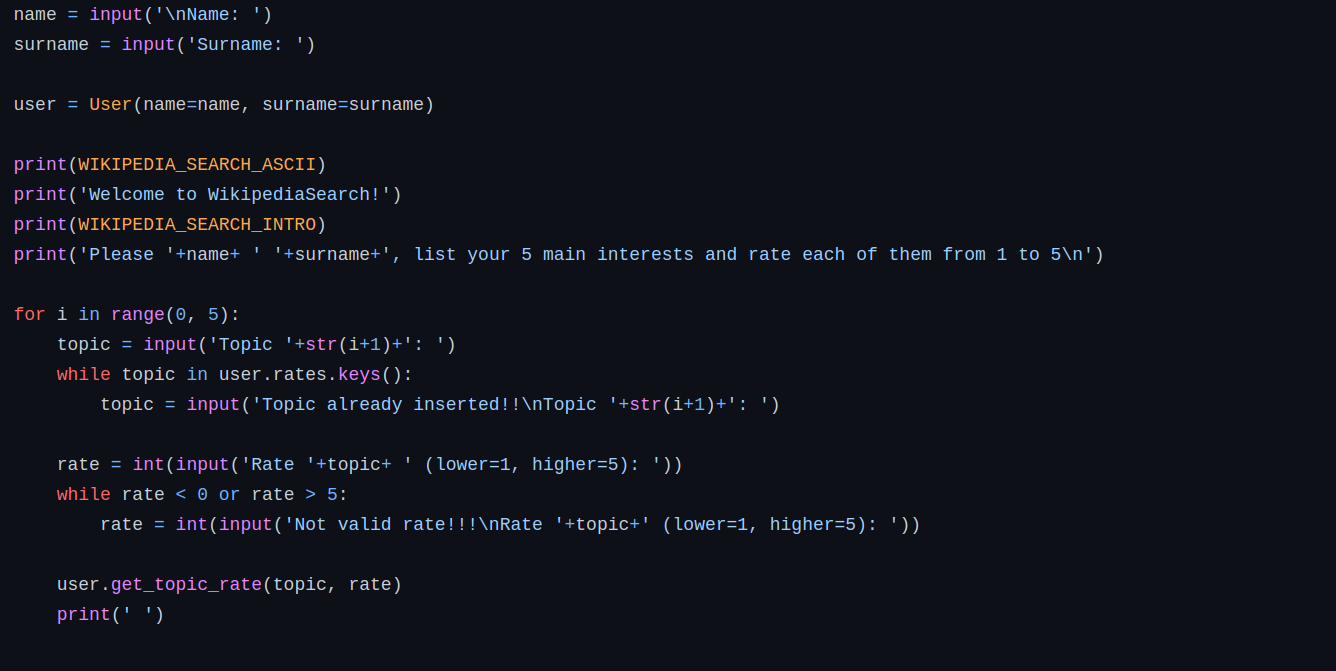 name = input('\nName: ')
surname = input('Surname: ')

user = User(name=name, surname=surname)

print(WIKIPEDIA_SEARCH_ASCII)
print('Welcome to WikipediaSearch!')
print(WIKIPEDIA_SEARCH_INTRO)
print('Please '+name+ ' '+surname+', list your 5 main interests and rate each of them from 1 to 5\n')

for i in range(0, 5):
    topic = input('Topic '+str(i+1)+': ')
    while topic in user.rates.keys():
        topic = input('Topic already inserted!!\nTopic '+str(i+1)+': ')

    rate = int(input('Rate '+topic+ ' (lower=1, higher=5): '))
    while rate < 0 or rate > 5:
        rate = int(input('Not valid rate!!!\nRate '+topic+' (lower=1, higher=5): '))

    user.get_topic_rate(topic, rate)
    print(' ')